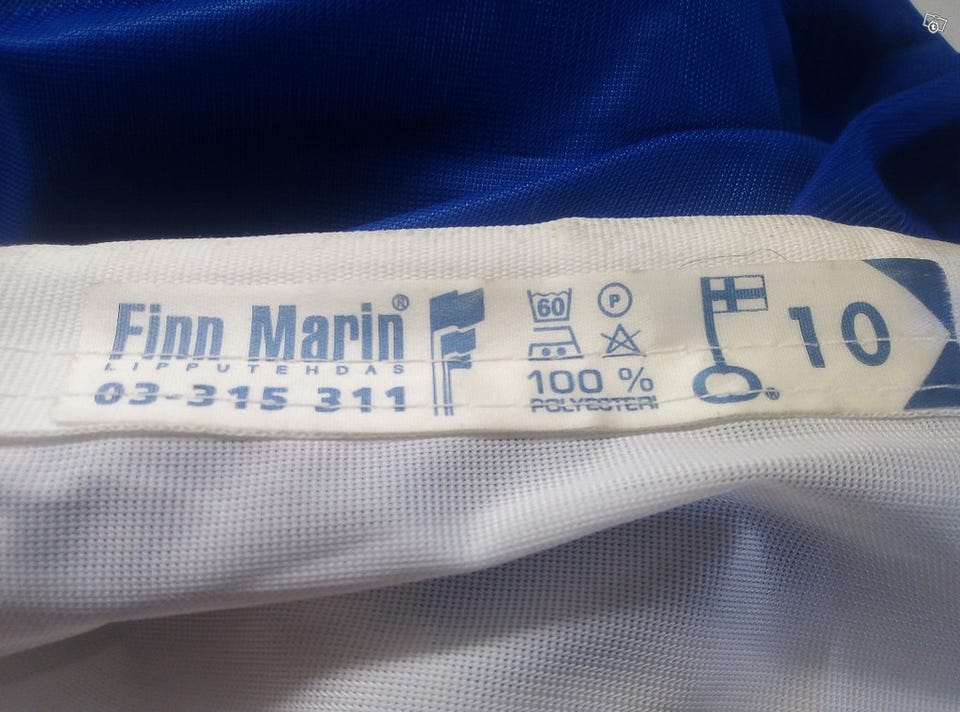 Finn Marin®
LIPPUTEHDAS
03-315 311
60
P
100 %
POLYESTERI
®
10